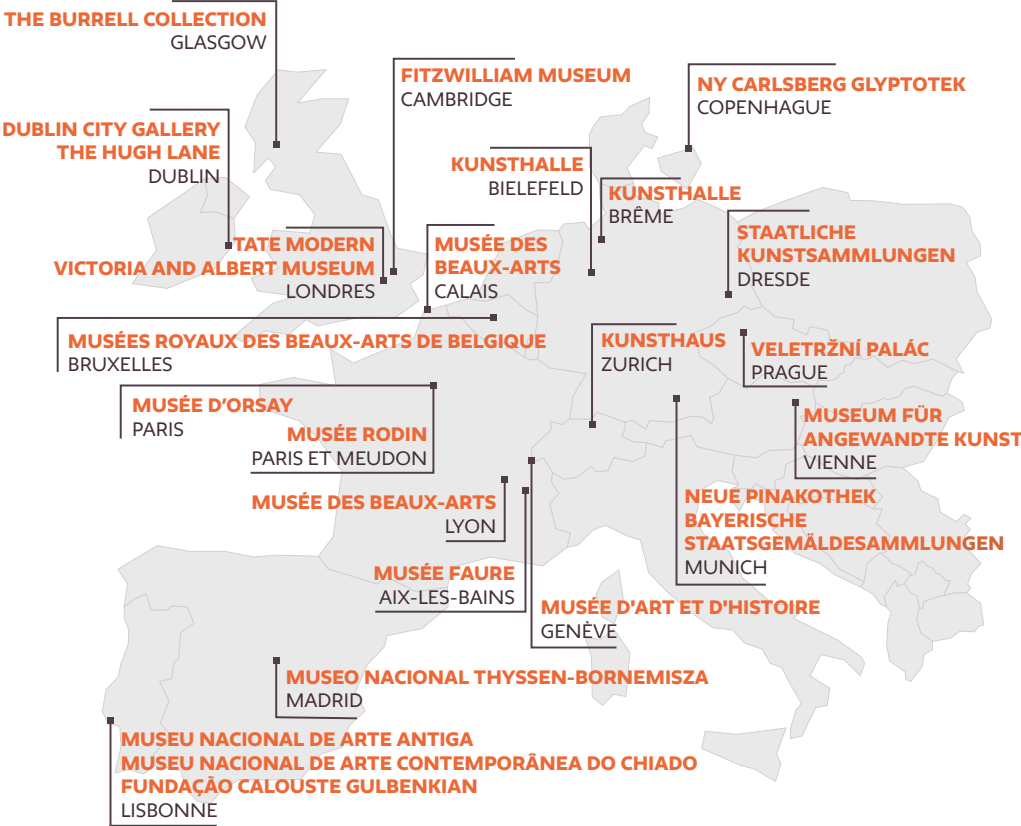 THE BURRELL COLLECTION
GLASGOW
FITZWILLIAM MUSEUM
CAMBRIDGE
NY CARLSBERG GLYPTOTEK
COPENHAGUE
DUBLIN CITY GALLERY
THE HUGH LANE
DUBLIN
KUNSTHALLE
BIELEFELD
KUNSTHALLE
BRÊME
STAATLICHE
KUNSTSAMMLUNGEN
DRESDE
TATE MODERN
VICTORIA AND ALBERT MUSEUM
LONDRES
MUSÉE DES
BEAUX-ARTS
CALAIS
MUSÉES ROYAUX DES BEAUX-ARTS DE BELGIQUE
BRUXELLES
KUNSTHAUS
ZURICH
VELETRŽNÍ PALÁC
PRAGUE
MUSÉE D’ORSAY
PARIS
MUSÉE RODIN
PARIS ET MEUDON
MUSEUM FÜR
ANGEWANDTE KUNST
VIENNE
MUSÉE DES BEAUX-ARTS
LYON
NEUE PINAKOTHEK
BAYERISCHE
STAATSGEMÄLDESAMMLUNGEN
MUNICH
MUSÉE FAURE
AIX-LES-BAINS
MUSÉE D'ART ET D'HISTOIRE
GENÈVE
MUSEO NACIONAL THYSSEN-BORNEMISZA
MADRID
MUSEU NACIONAL DE ARTE ANTIGA
MUSEU NACIONAL DE ARTE CONTEMPORÂNEA DO CHIADO
FUNDAÇÃO CALOUSTE GULBENKIAN
LISBONNE